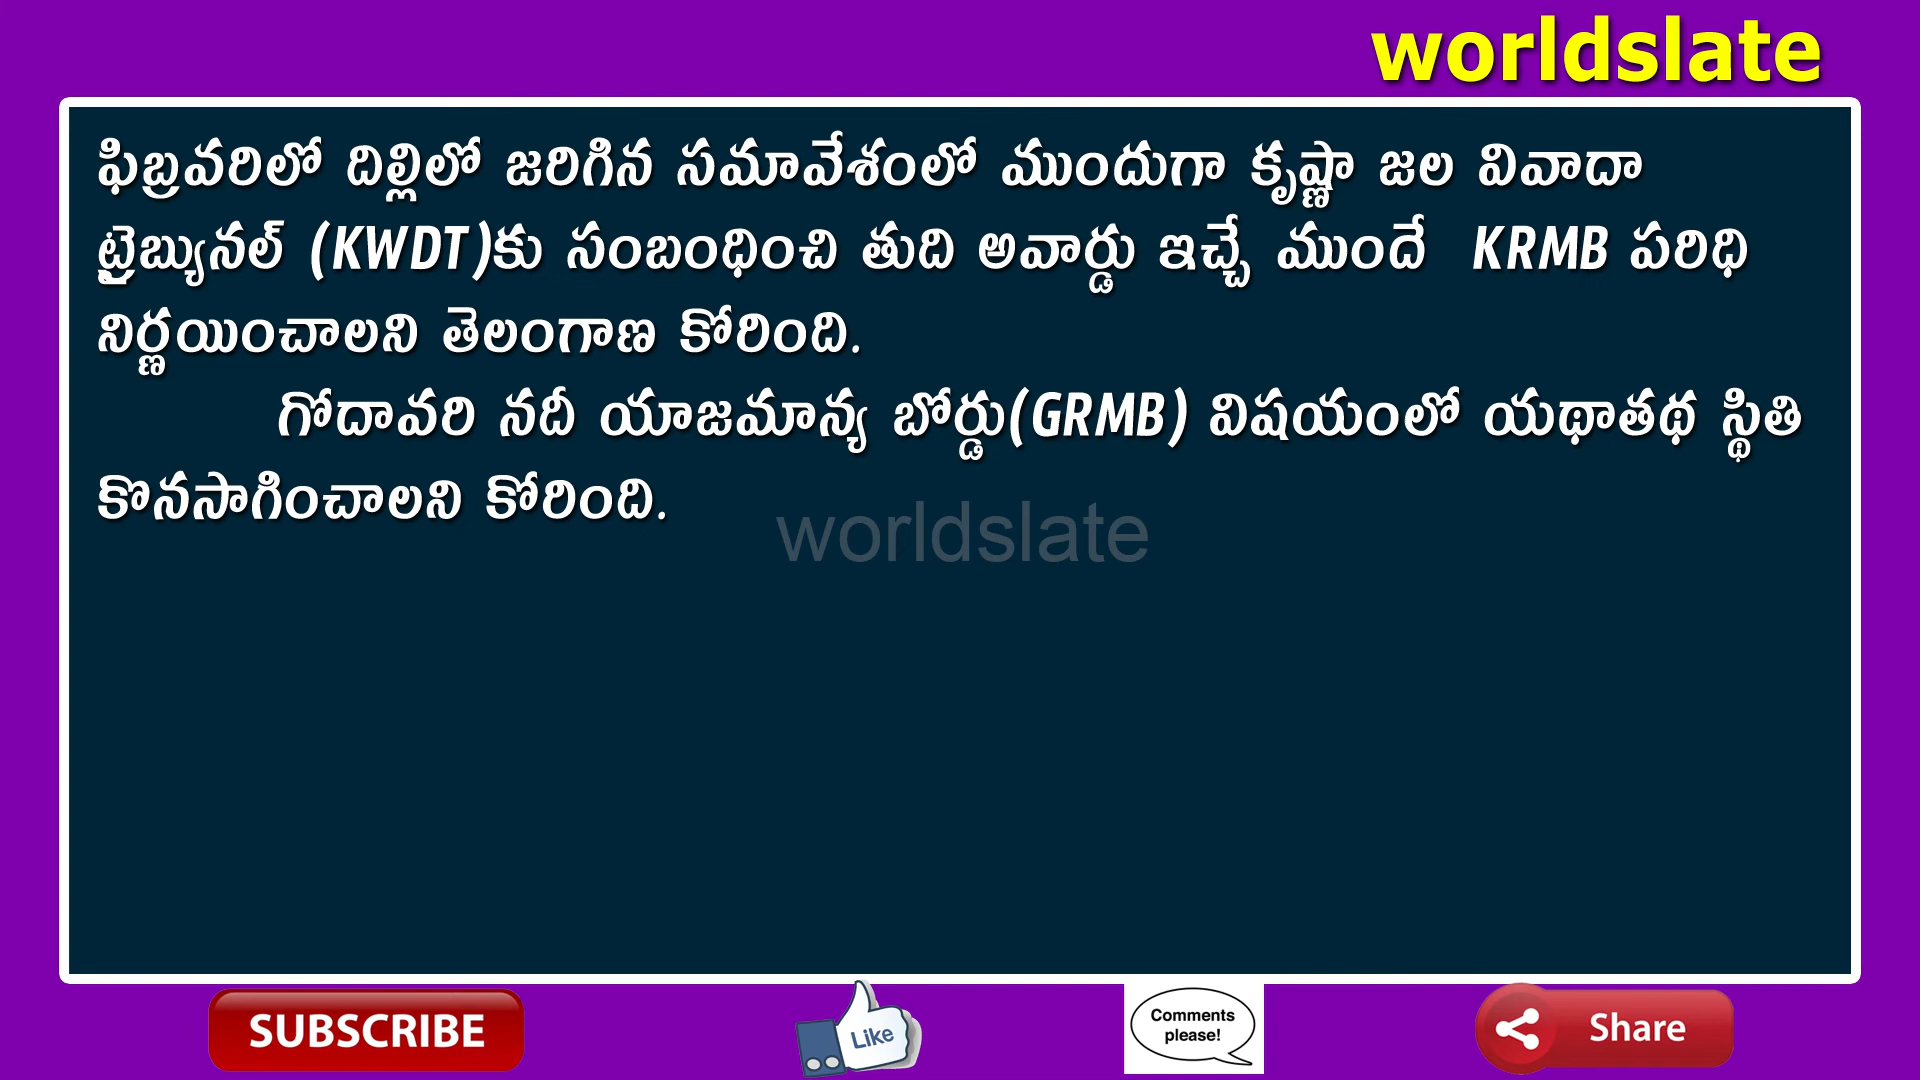 worldslate
ఫిబ్రవరిలో దిల్లిలో జరిగిన సమావేశంలో ముందుగా కృష్ణా జల వివాదా
ట్రైబ్యునల్ (KWDT)కు సంబంధించి తుది అవార్డు ఇచ్చే ముందే KRMB పరిధి
నిర్ణయించాలని తెలంగాణ కోరింది.
గోదావరి నదీ యాజమాన్య బోర్డు(GRMB) విషయంలో యథాతథ స్థితి
కొనసాగించాలని కోరింది.
worldslate
SUBSCRIBE
Like
Comments
please!
Share